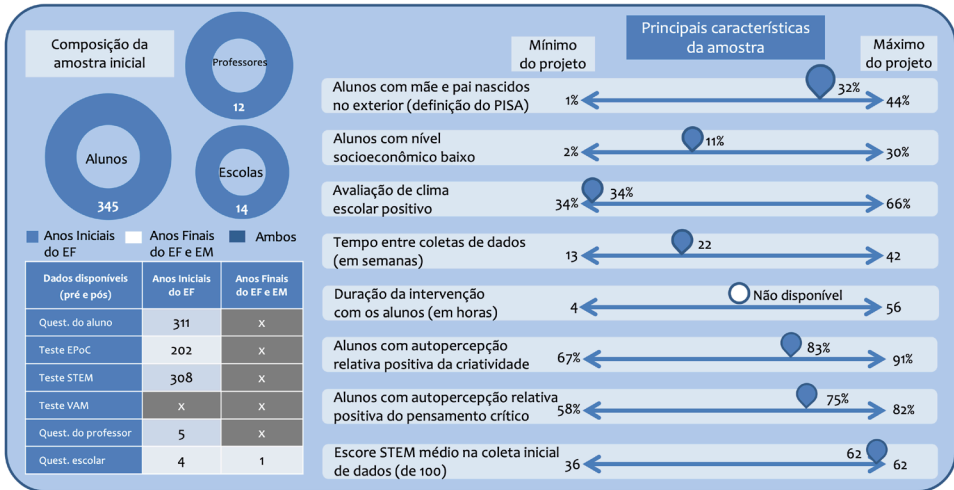 Composição da
amostra inicial
Professores
12
Alunos
345
Escolas
14
Anos Iniciais
do EF
Anos Finais
do EF e EM
Ambos
Dados disponíveis
(pré e pós)
Anos Iniciais
do EF
Anos Finais
do EF e EM
Quest. do aluno 311 x
Teste EPoC 202 x
Teste STEM 308 x
Teste VAM x x
Quest. do professor 5 x
Quest. escolar 4 1
Principais características
da amostra
Mínimo
do projeto
Máximo
do projeto
Alunos com mãe e pai nascidos
no exterior (definição do PISA)
1%
32%
44%
Alunos com nível
socioeconômico baixo
2%
11%
30%
Avaliação de clima
escolar positivo
34%
34%
66%
Tempo entre coletas de dados
(em semanas)
13
22
42
Duração da intervenção
com os alunos (em horas)
4
Não disponível
56
Alunos com autopercepção
relativa positiva da criatividade
67%
83%
91%
Alunos com autopercepção relativa
positiva do pensamento crítico
58%
75%
82%
Escore STEM médio na coleta inicial
de dados (de 100)
36
62
62